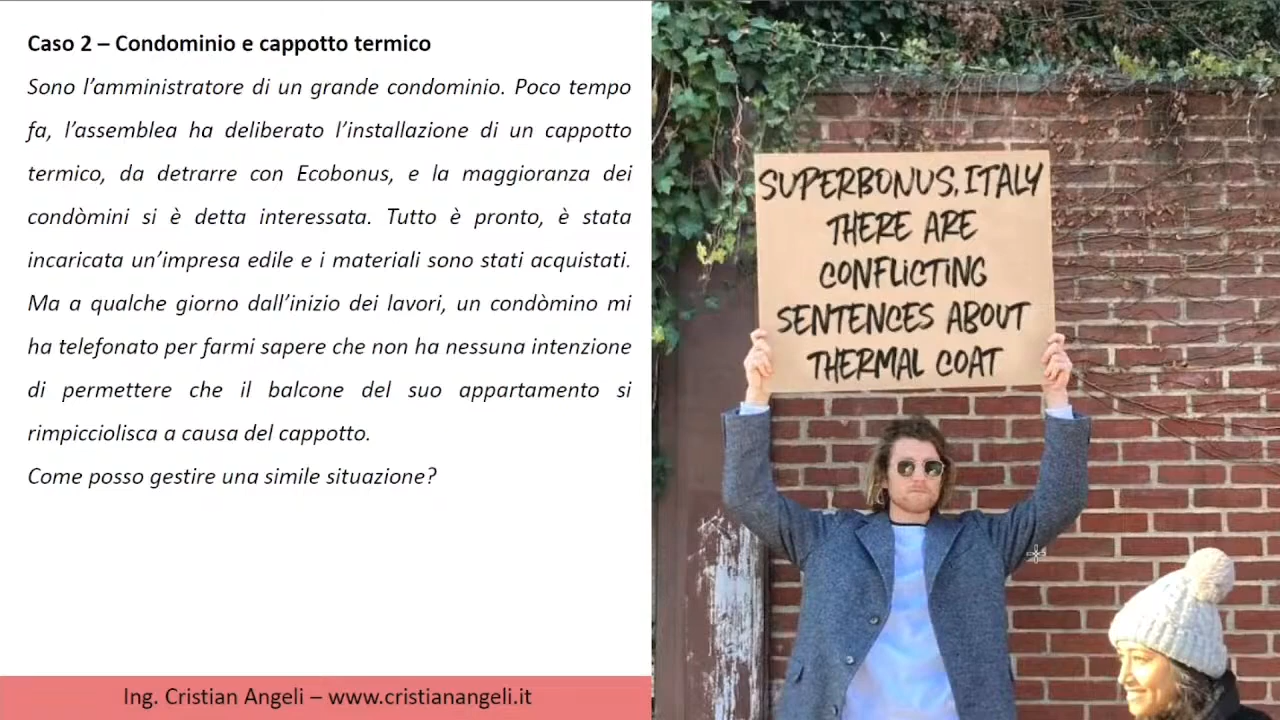 Caso 2 – Condominio e cappotto termico
Sono l’amministratore di un grande condominio. Poco tempo
fa, l’assemblea ha deliberato l’installazione di un cappotto
termico, da detrarre con Ecobonus, e la maggioranza dei
condòmini si è detta interessata. Tutto è pronto, è stata
incaricata un’impresa edile e i materiali sono stati acquistati.
Ma a qualche giorno dall’inizio dei lavori, un condòmino mi
ha telefonato per farmi sapere che non ha nessuna intenzione
di permettere che il balcone del suo appartamento si
rimpicciolisca a causa del cappotto.
Come posso gestire una simile situazione?
Ing. Cristian Angeli – www.cristianangeli.it
SUPERBONUS, ITALY
THERE ARE
CONFLICTING
SENTENCES ABOUT
THERMAL COAT